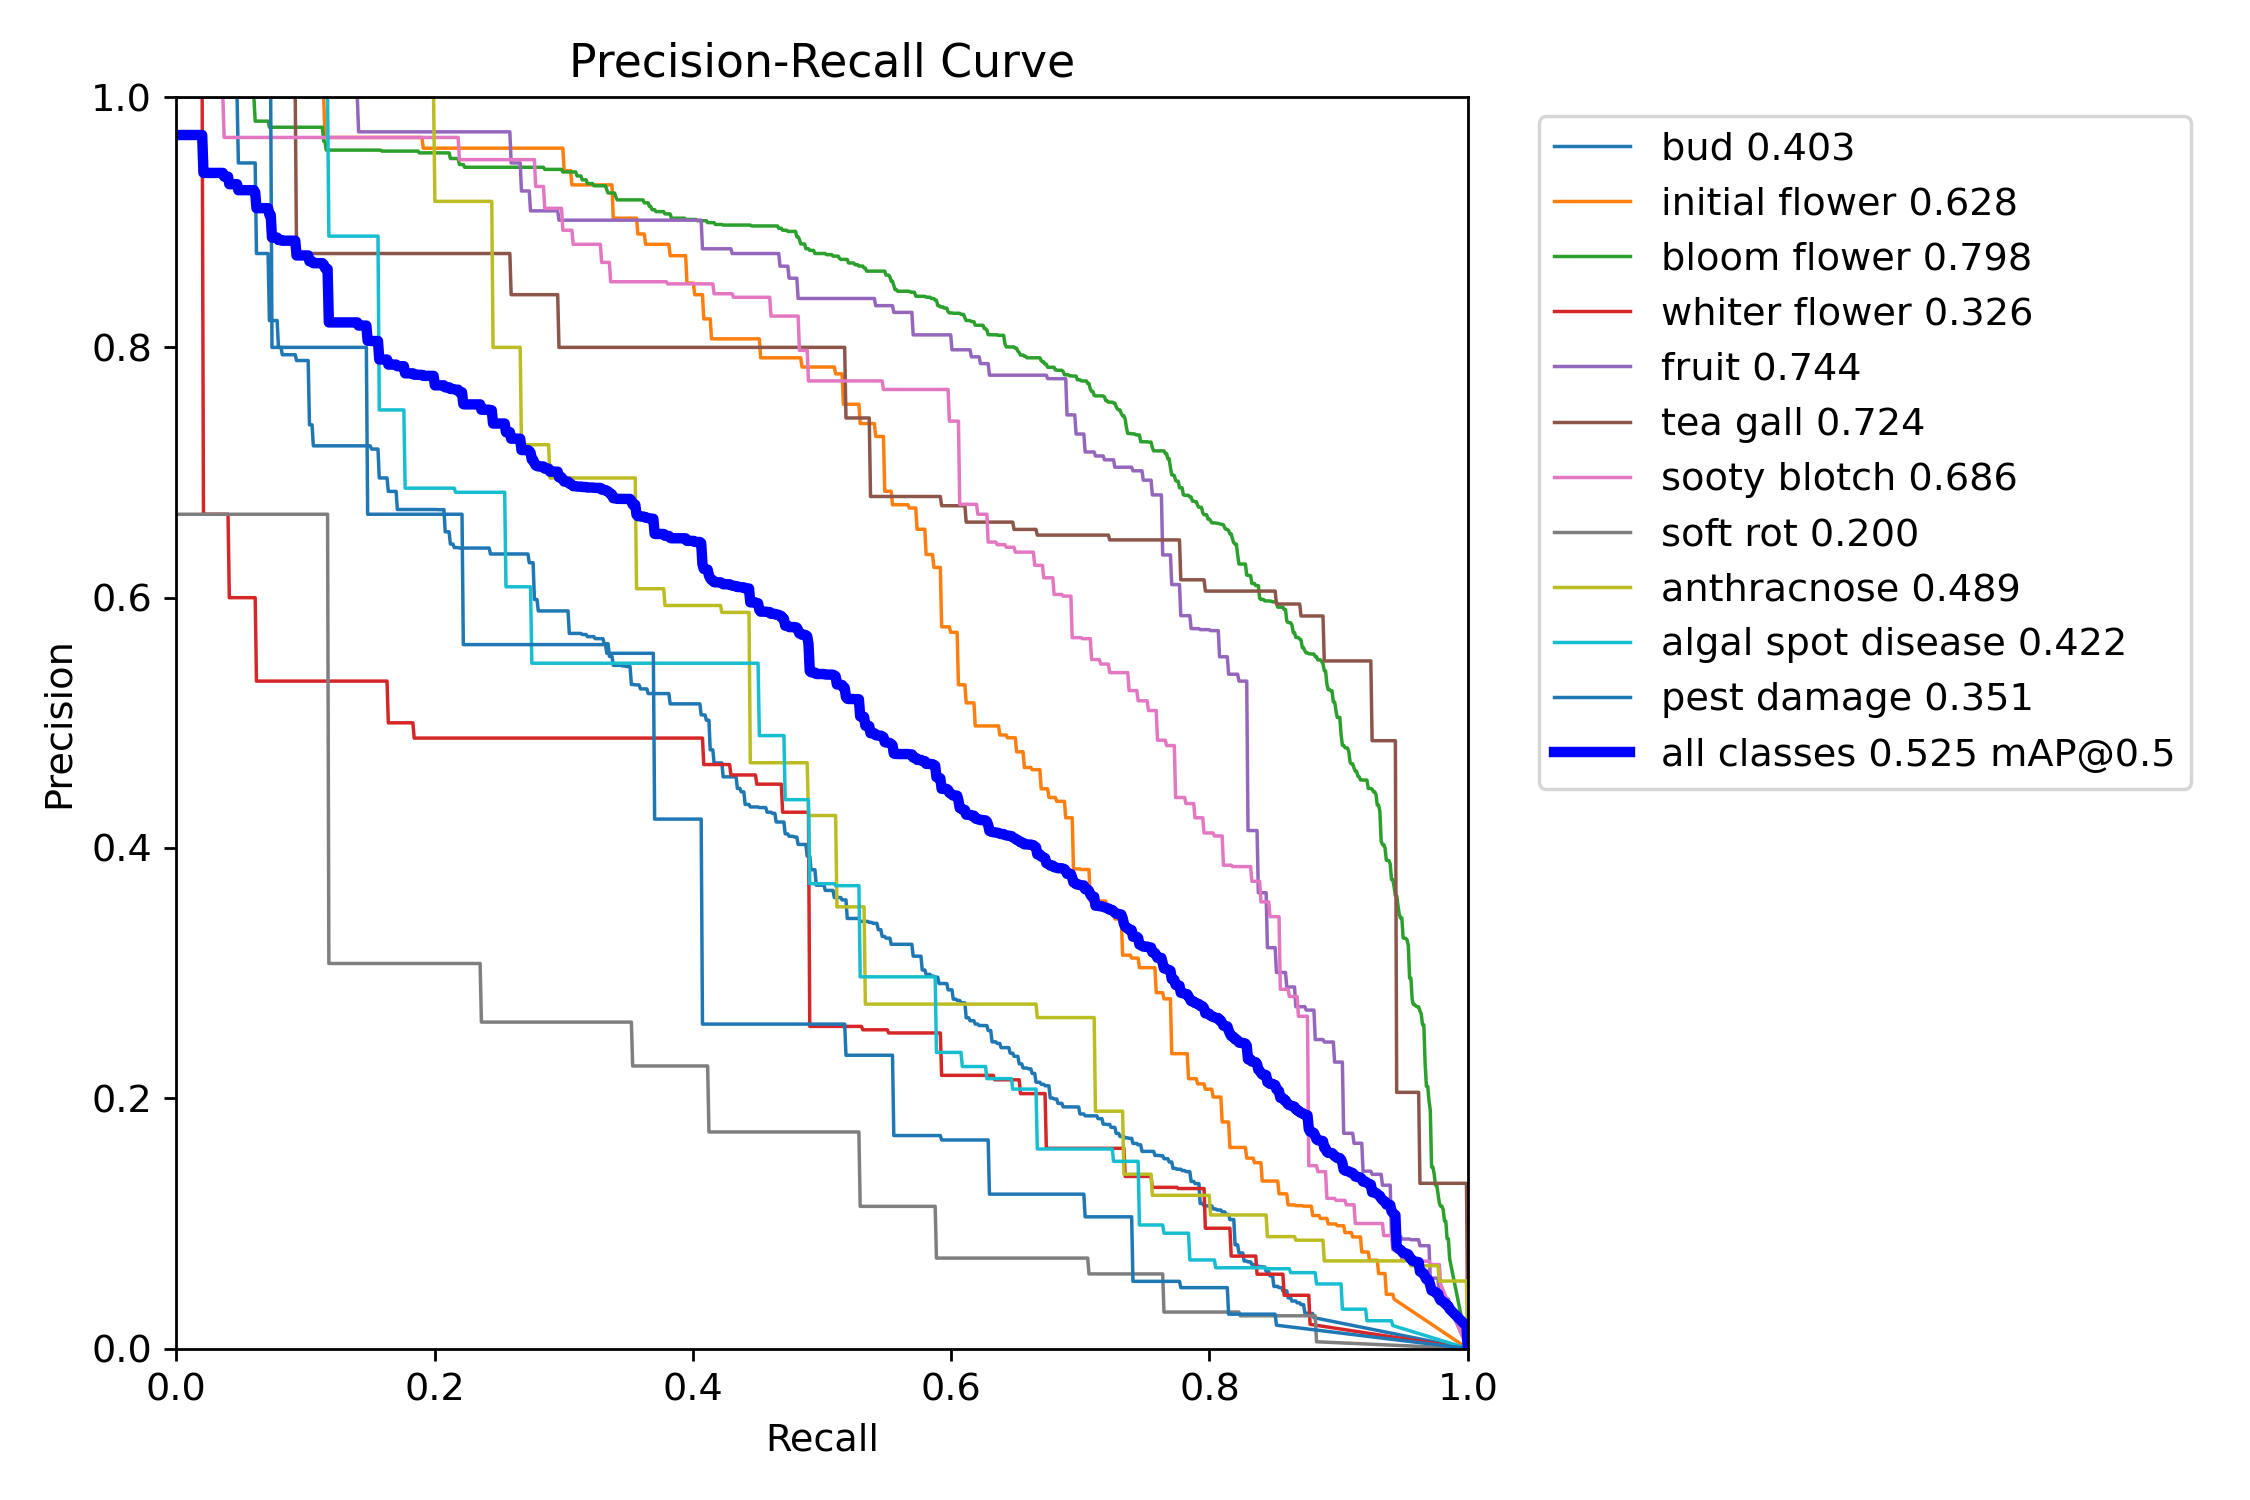 Precision-Recall Curve
1.0
0.8
0.6
0.4
0.2
0.0
Precision
0.0 0.2 0.4 0.6 0.8 1.0
Recall
bud 0.403
initial flower 0.628
bloom flower 0.798
whiter flower 0.326
fruit 0.744
tea gall 0.724
sooty blotch 0.686
soft rot 0.200
anthracnose 0.489
algal spot disease 0.422
pest damage 0.351
all classes 0.525 mAP@0.5